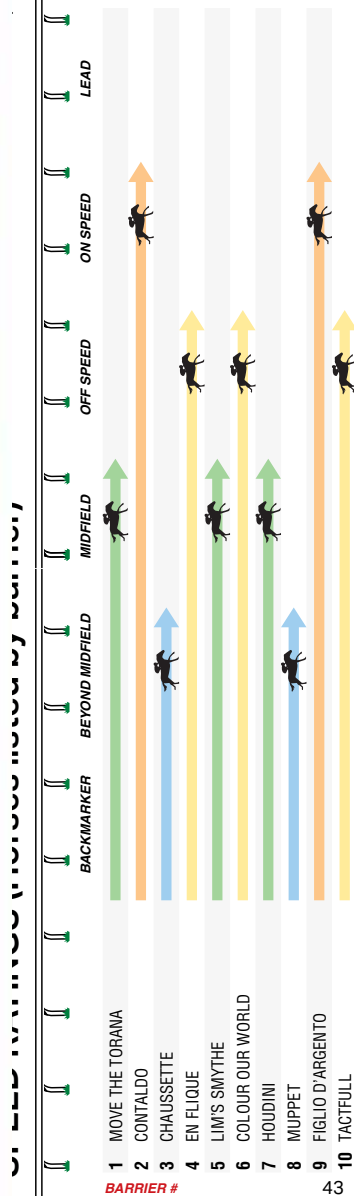 SPEED RATINGS (horses listed by barrier)
BACKMARKER BEYOND MIDFIELD MIDFIELD OFF SPEED ON SPEED LEAD
1 MOVE THE TORANA
2 CONTALDO
3 CHAUSSETTE
4 EN FLIQUE
5 LIM'S SMYTHE
6 COLOUR OUR WORLD
7 HOUDINI
8 MUPPET
9 FIGLIO D'ARGENTO
10 TACTFULL
BARRIER #
43